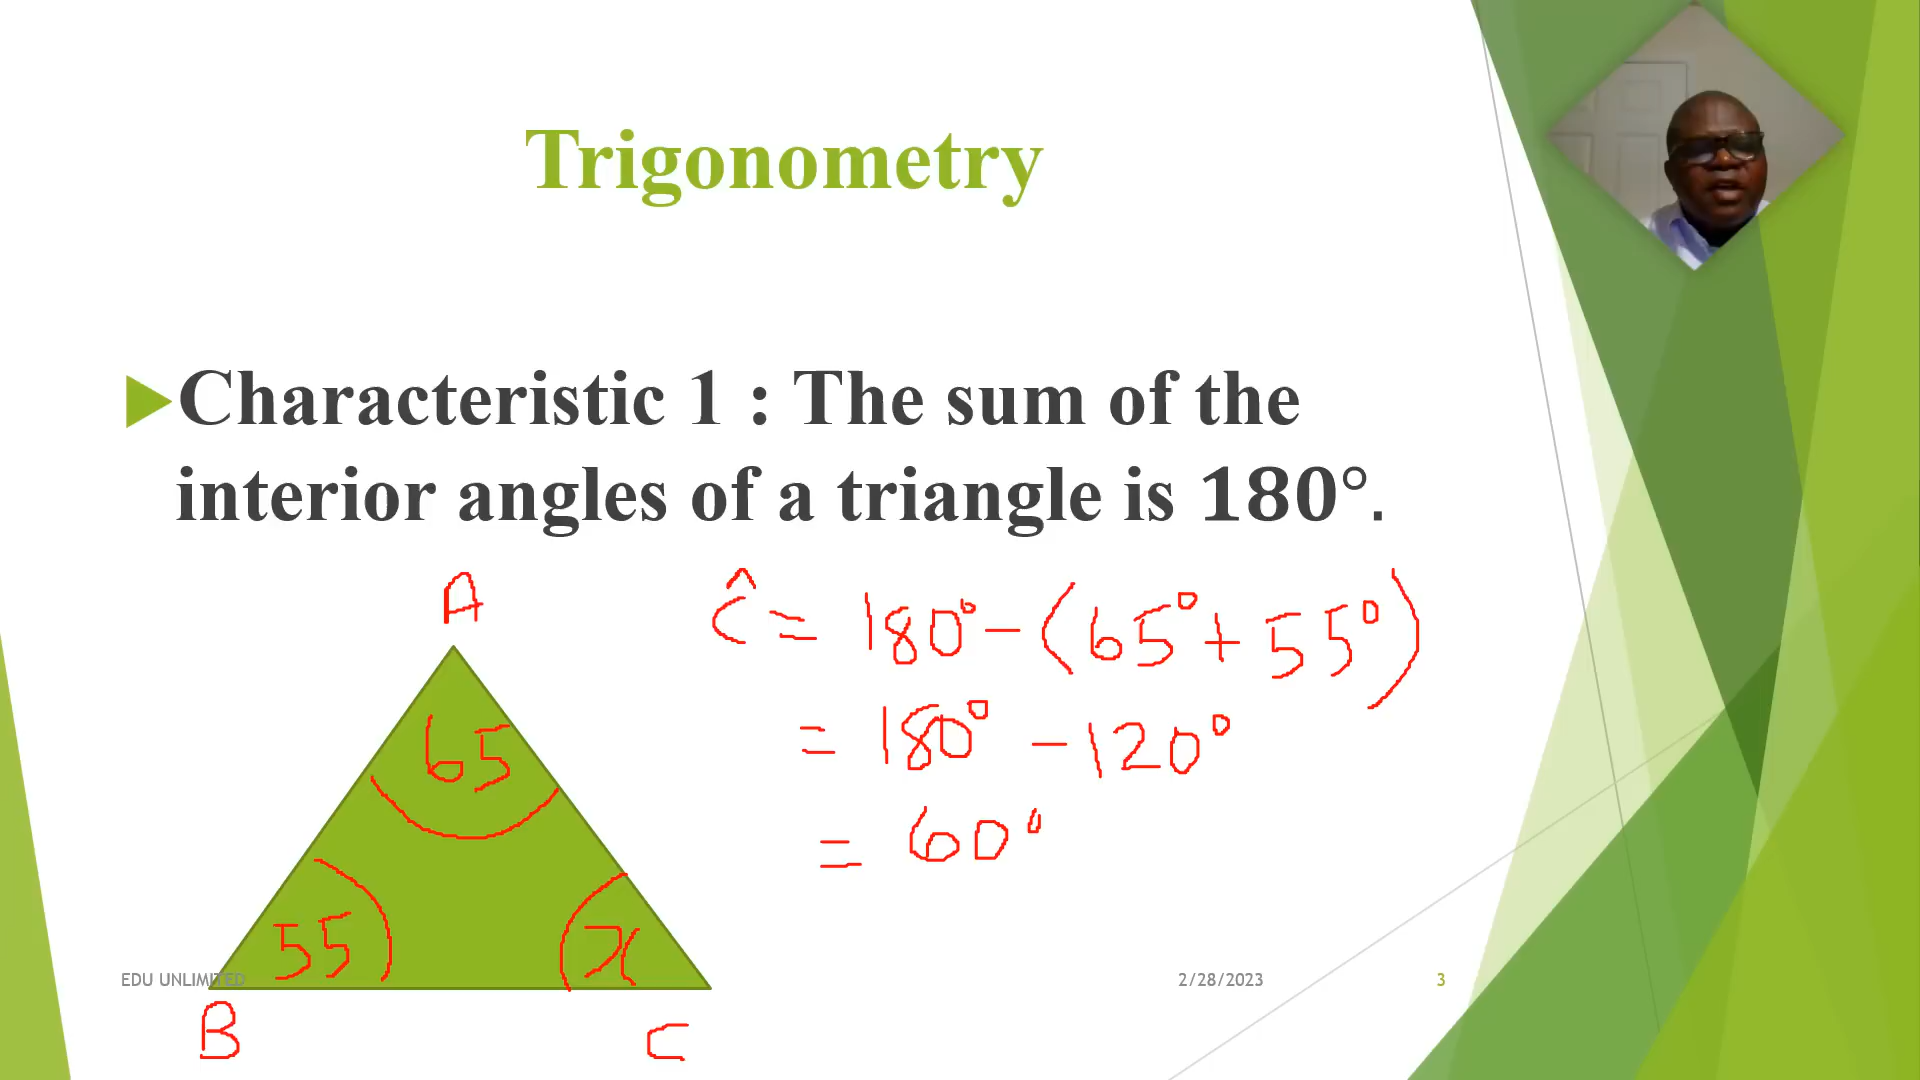 Trigonometry
Characteristic 1 : The sum of the
interior angles of a triangle is 180°.
A
Ĉ = 180° - (65° + 55°)
= 180° - 120°
65
= 60°
55
x
EDU UNLIMITED
2/28/2023
3
B
C